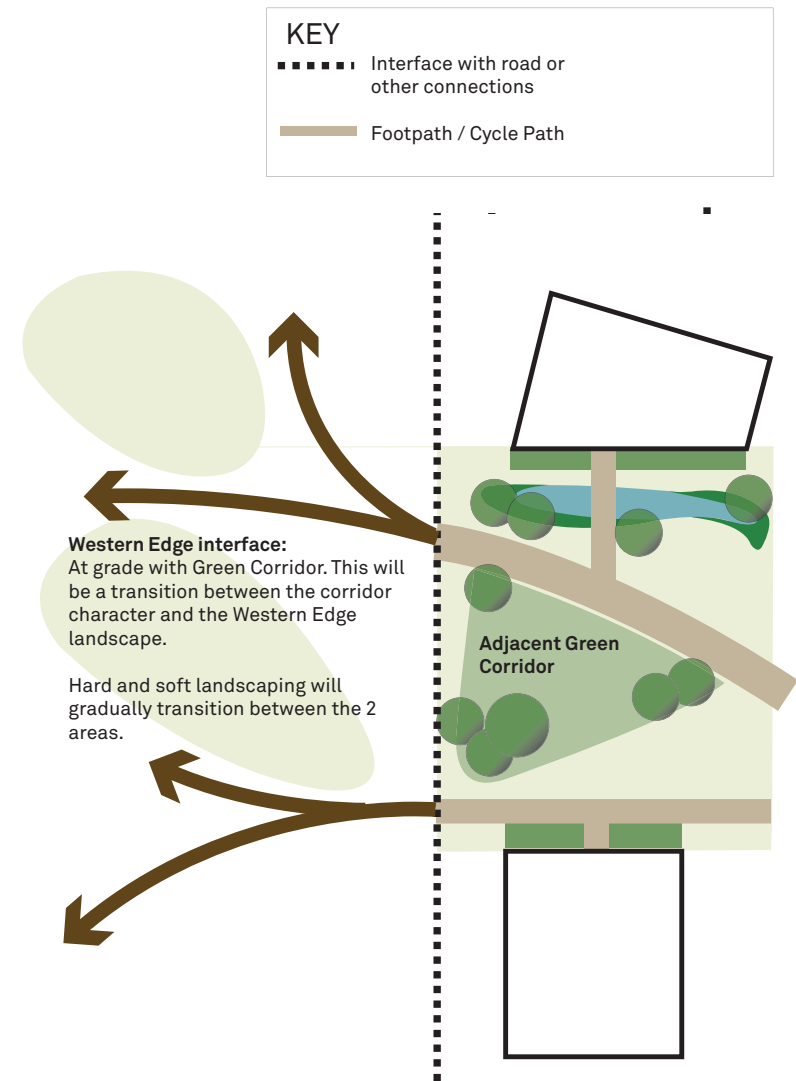 KEY
Interface with road or
other connections
Footpath / Cycle Path
Western Edge interface:
At grade with Green Corridor. This will
be a transition between the corridor
character and the Western Edge
landscape.
Hard and soft landscaping will
gradually transition between the 2
areas.
Adjacent Green
Corridor